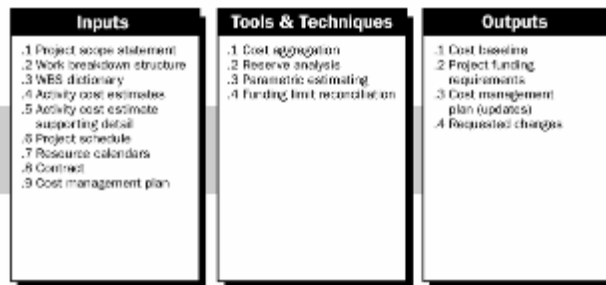 Inputs
.1 Project scope statement
.2 Work breakdown structure
.3 WBS dictionary
.4 Activity cost estimates
.5 Activity cost estimate
supporting detail
.6 Project schedule
.7 Resource calendars
.8 Contract
.9 Cost management plan
Tools & Techniques
.1 Cost aggregation
.2 Reserve analysis
.3 Parametric estimating
.4 Funding limit reconciliation
Outputs
.1 Cost baseline
.2 Project funding
requirements
.3 Cost management
plan (updates)
.4 Requested changes